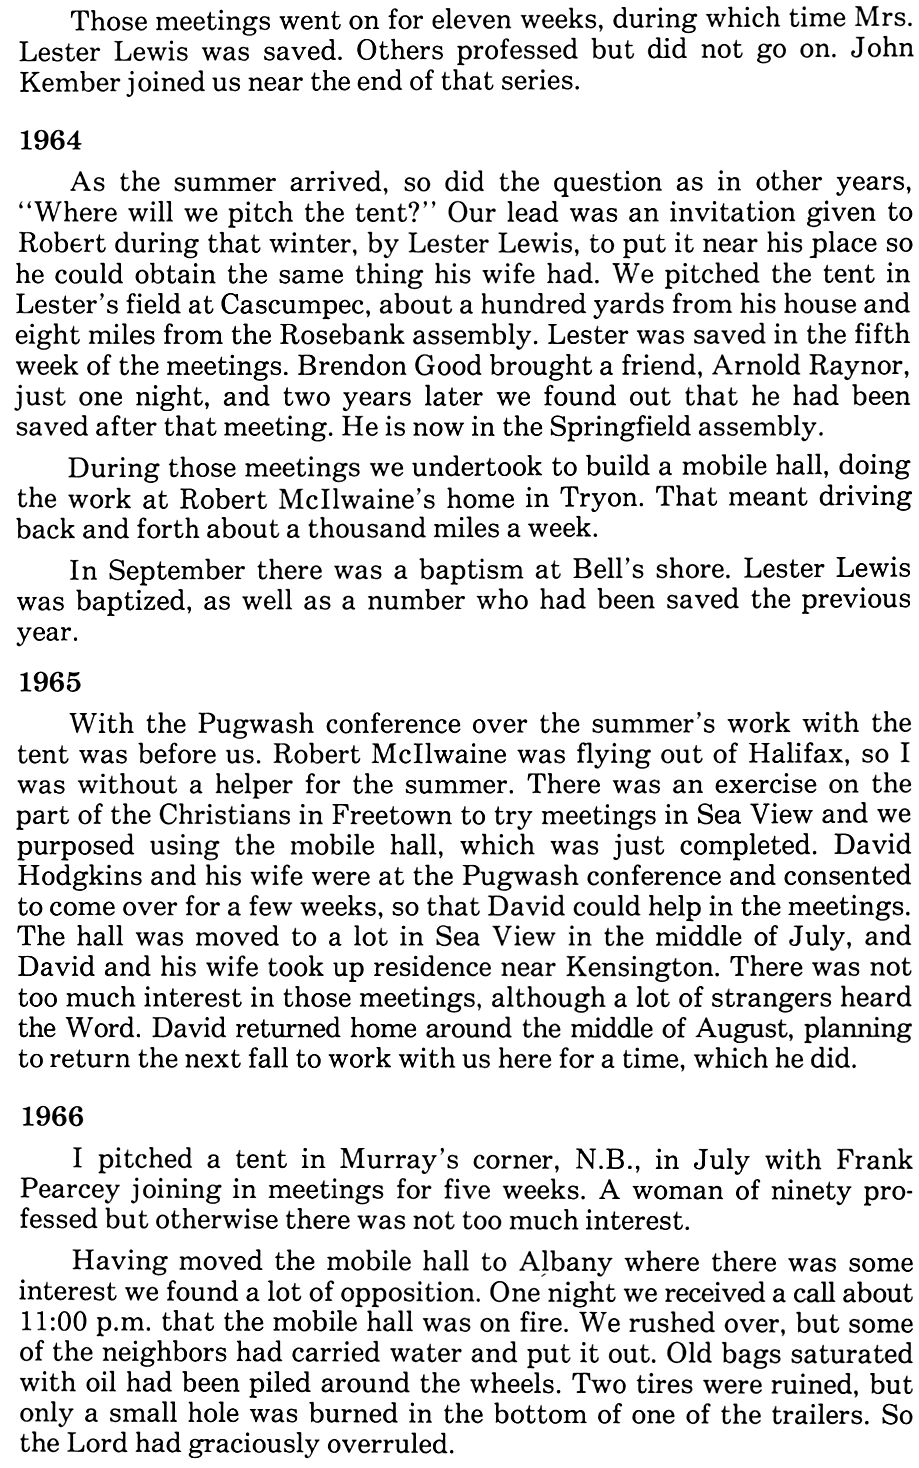 Those meetings went on for eleven weeks, during which time Mrs.
Lester Lewis was saved. Others professed but did not go on. John
Kember joined us near the end of that series.
1964
As the summer arrived, so did the question as in other years,
“Where will we pitch the tent?” Our lead was an invitation given to
Robert during that winter, by Lester Lewis, to put it near his place so
he could obtain the same thing his wife had. We pitched the tent in
Lester’s field at Cascumpec, about a hundred yards from his house and
eight miles from the Rosebank assembly. Lester was saved in the fifth
week of the meetings. Brendon Good brought a friend, Arnold Raynor,
just one night, and two years later we found out that he had been
saved after that meeting. He is now in the Springfield assembly.
During those meetings we undertook to build a mobile hall, doing
the work at Robert McIlwaine’s home in Tryon. That meant driving
back and forth about a thousand miles a week.
In September there was a baptism at Bell’s shore. Lester Lewis
was baptized, as well as a number who had been saved the previous
year.
1965
With the Pugwash conference over the summer’s work with the
tent was before us. Robert McIlwaine was flying out of Halifax, so I
was without a helper for the summer. There was an exercise on the
part of the Christians in Freetown to try meetings in Sea View and we
purposed using the mobile hall, which was just completed. David
Hodgkins and his wife were at the Pugwash conference and consented
to come over for a few weeks, so that David could help in the meetings.
The hall was moved to a lot in Sea View in the middle of July, and
David and his wife took up residence near Kensington. There was not
too much interest in those meetings, although a lot of strangers heard
the Word. David returned home around the middle of August, planning
to return the next fall to work with us here for a time, which he did.
1966
I pitched a tent in Murray’s corner, N.B., in July with Frank
Pearcey joining in meetings for five weeks. A woman of ninety pro-
fessed but otherwise there was not too much interest.
Having moved the mobile hall to Albany where there was some
interest we found a lot of opposition. One night we received a call about
11:00 p.m. that the mobile hall was on fire. We rushed over, but some
of the neighbors had carried water and put it out. Old bags saturated
with oil had been piled around the wheels. Two tires were ruined, but
only a small hole was burned in the bottom of one of the trailers. So
the Lord had graciously overruled.